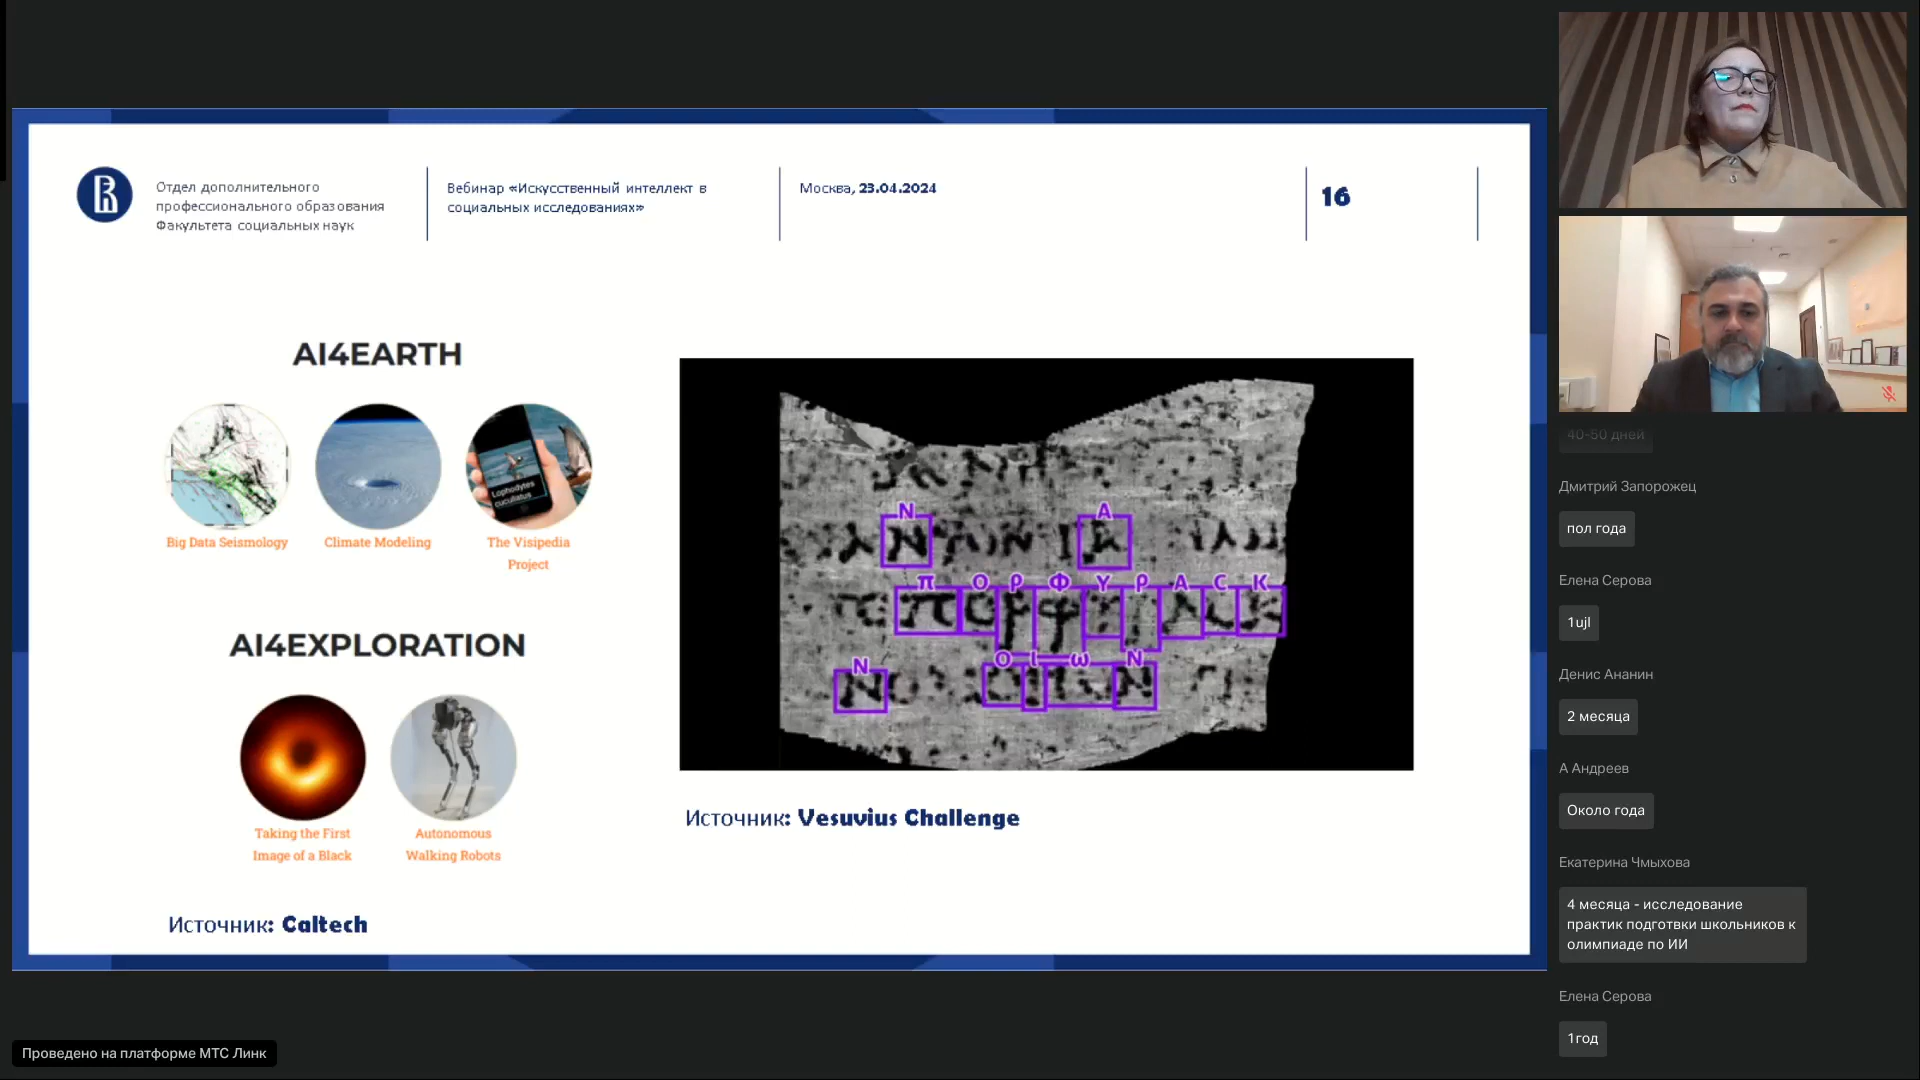 Отдел дополнительного
профессионального образования
Факультета социальных наук
Вебинар «Искусственный интеллект в
социальных исследованиях»
Москва, 23.04.2024
16
AI4EARTH
Lophodytes
cucullatus
Big Data Seismology
Climate Modeling
The Visipedia
Project
AI4EXPLORATION
Taking the First
Image of a Black
Autonomous
Walking Robots
Источник: Caltech
N A
π Ο ρ Φ Υ ρ Α C Κ
N Ο Ι ω Ν
Источник: Vesuvius Challenge
40-50 дней
Дмитрий Запорожец
пол года
Елена Серова
1ujl
Денис Ананин
2 месяца
А Андреев
Около года
Екатерина Чмыхова
4 месяца - исследование
практик подготвки школьников к
олимпиаде по ИИ
Елена Серова
1год
Проведено на платформе МТС Линк